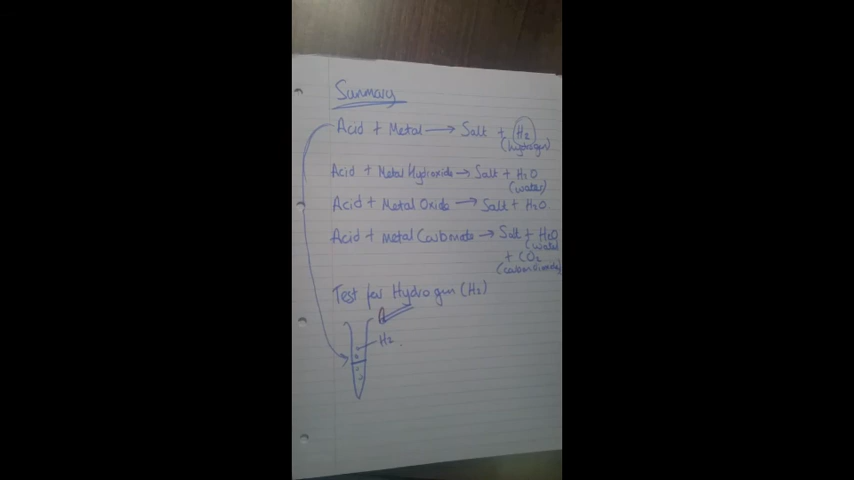 Summary
Acid + Metal → Salt + H2
(hydrogen)
Acid + Metal Hydroxide → Salt + H2O
(water)
Acid + Metal Oxide → Salt + H2O
Acid + metal Carbonate → Salt + H2O
(water
+ CO2
(carbon dioxide)
Test for Hydrogen (H2)
H2